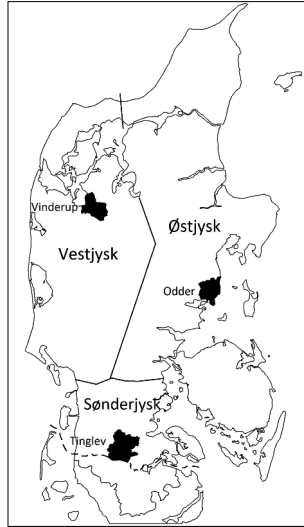 Vinderup
Østjysk
Vestjysk
Odder
Sønderjysk
Tinglev